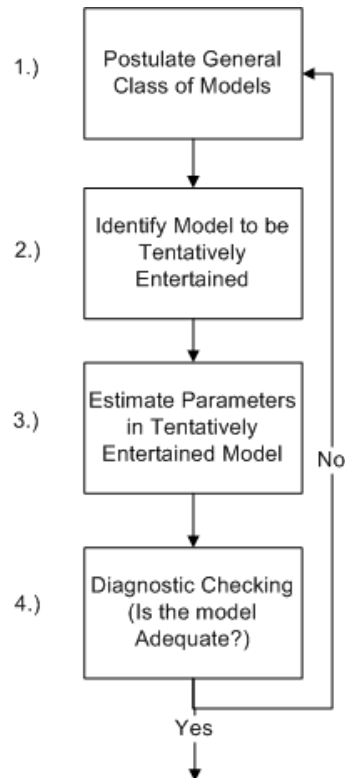 1.)
Postulate General
Class of Models
2.)
Identify Model to be
Tentatively
Entertained
3.)
Estimate Parameters
in Tentatively
Entertained Model
No
4.)
Diagnostic Checking
(Is the model
Adequate?)
Yes